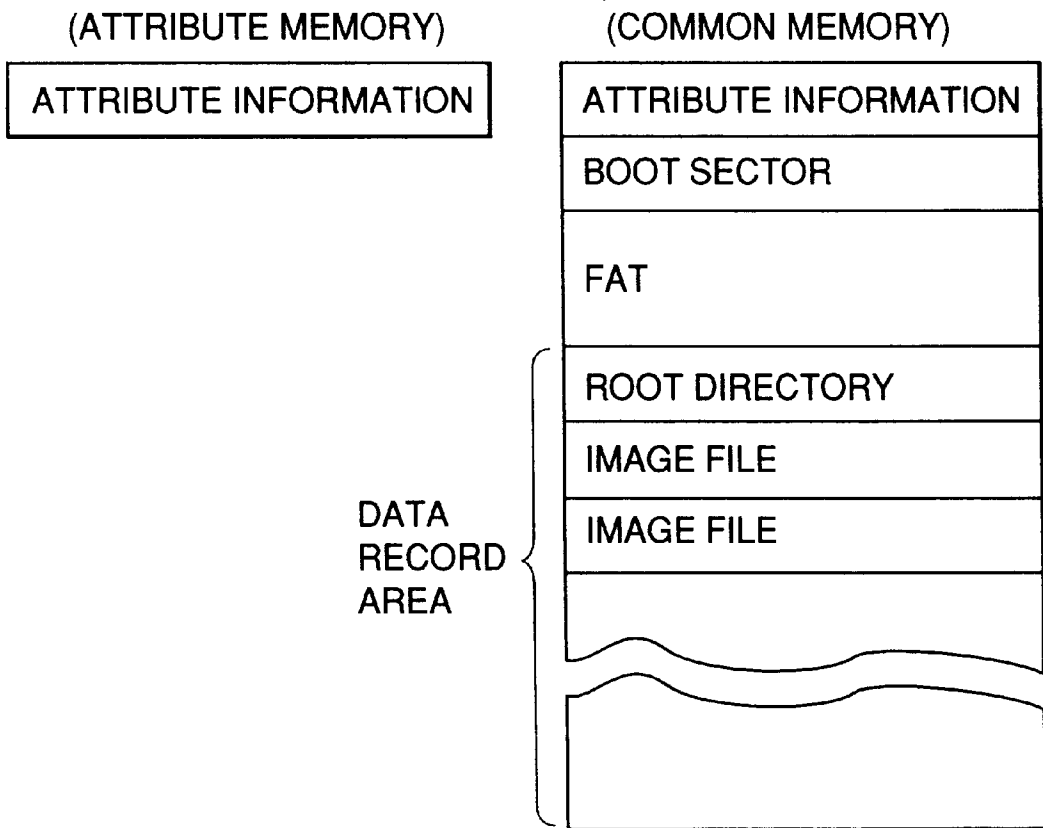 (ATTRIBUTE MEMORY)
ATTRIBUTE INFORMATION
(COMMON MEMORY)
ATTRIBUTE INFORMATION
BOOT SECTOR
FAT
ROOT DIRECTORY
IMAGE FILE
IMAGE FILE
DATA
RECORD
AREA